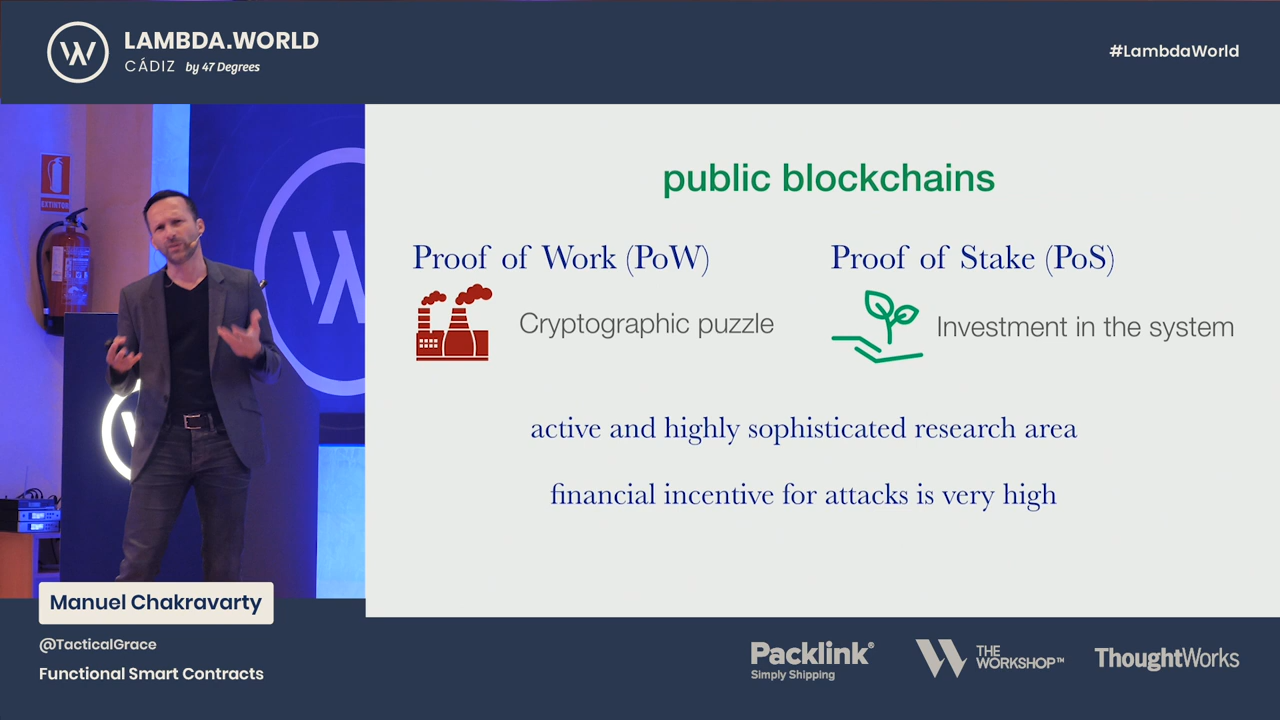 LAMBDA.WORLD
CÁDIZ by 47 Degrees
#LambdaWorld
EXTINTOR
public blockchains
Proof of Work (PoW)
Proof of Stake (PoS)
Cryptographic puzzle
Investment in the system
active and highly sophisticated research area
financial incentive for attacks is very high
Manuel Chakravarty
@TacticalGrace
Functional Smart Contracts
Packlink®
Simply Shipping
THE
WORKSHOP™
ThoughtWorks